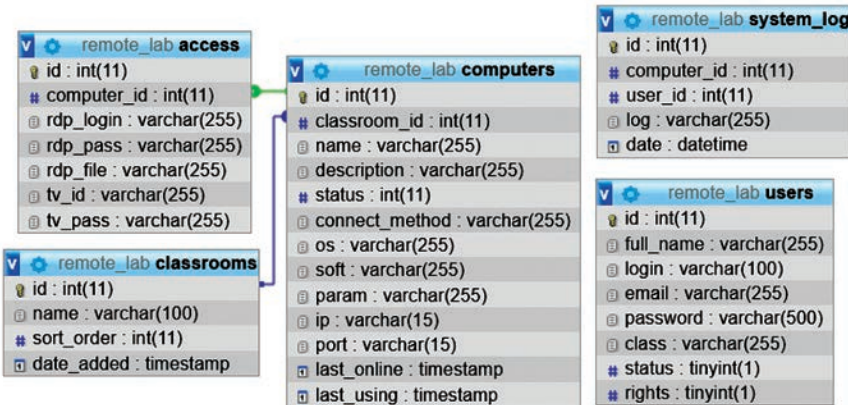 remote_lab access
id : int(11)
computer_id : int(11)
rdp_login : varchar(255)
rdp_pass : varchar(255)
rdp_file : varchar(255)
tv_id : varchar(255)
tv_pass : varchar(255)
remote_lab classrooms
id : int(11)
name : varchar(100)
sort_order : int(11)
date_added : timestamp
remote_lab computers
id : int(11)
classroom_id : int(11)
name : varchar(255)
description : varchar(255)
status : int(11)
connect_method : varchar(255)
os : varchar(255)
soft : varchar(255)
param : varchar(255)
ip : varchar(15)
port : varchar(15)
last_online : timestamp
last_using : timestamp
remote_lab system_log
id : int(11)
computer_id : int(11)
user_id : int(11)
log : varchar(255)
date : datetime
remote_lab users
id : int(11)
full_name : varchar(255)
login : varchar(100)
email : varchar(255)
password : varchar(500)
class : varchar(255)
status : tinyint(1)
rights : tinyint(1)